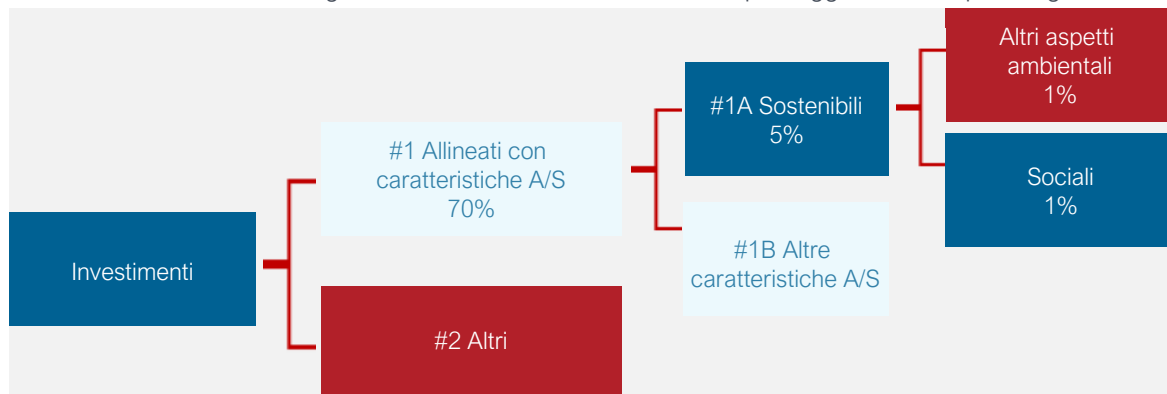 Altri aspetti
ambientali
1%
#1A Sostenibili
5%
#1 Allineati con
caratteristiche A/S
70%
Sociali
1%
#1B Altre
caratteristiche A/S
Investimenti
#2 Altri